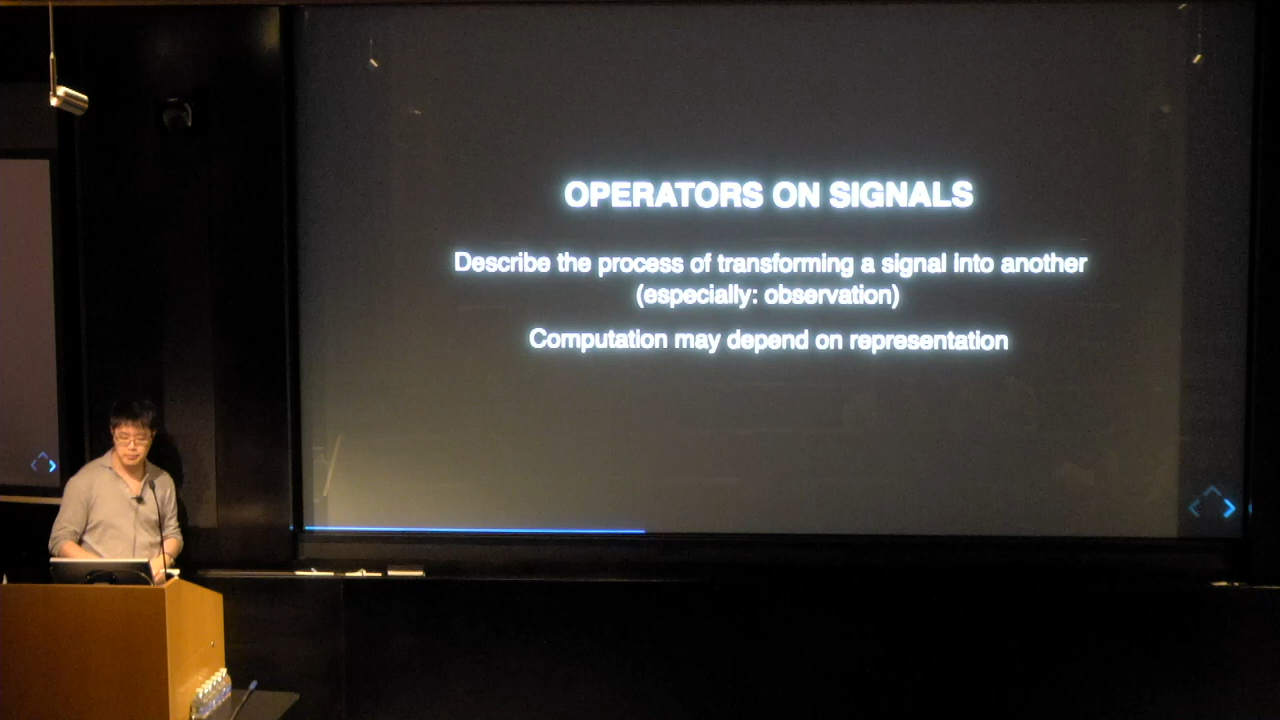 OPERATORS ON SIGNALS
Describe the process of transforming a signal into another
(especially: observation)
Computation may depend on representation